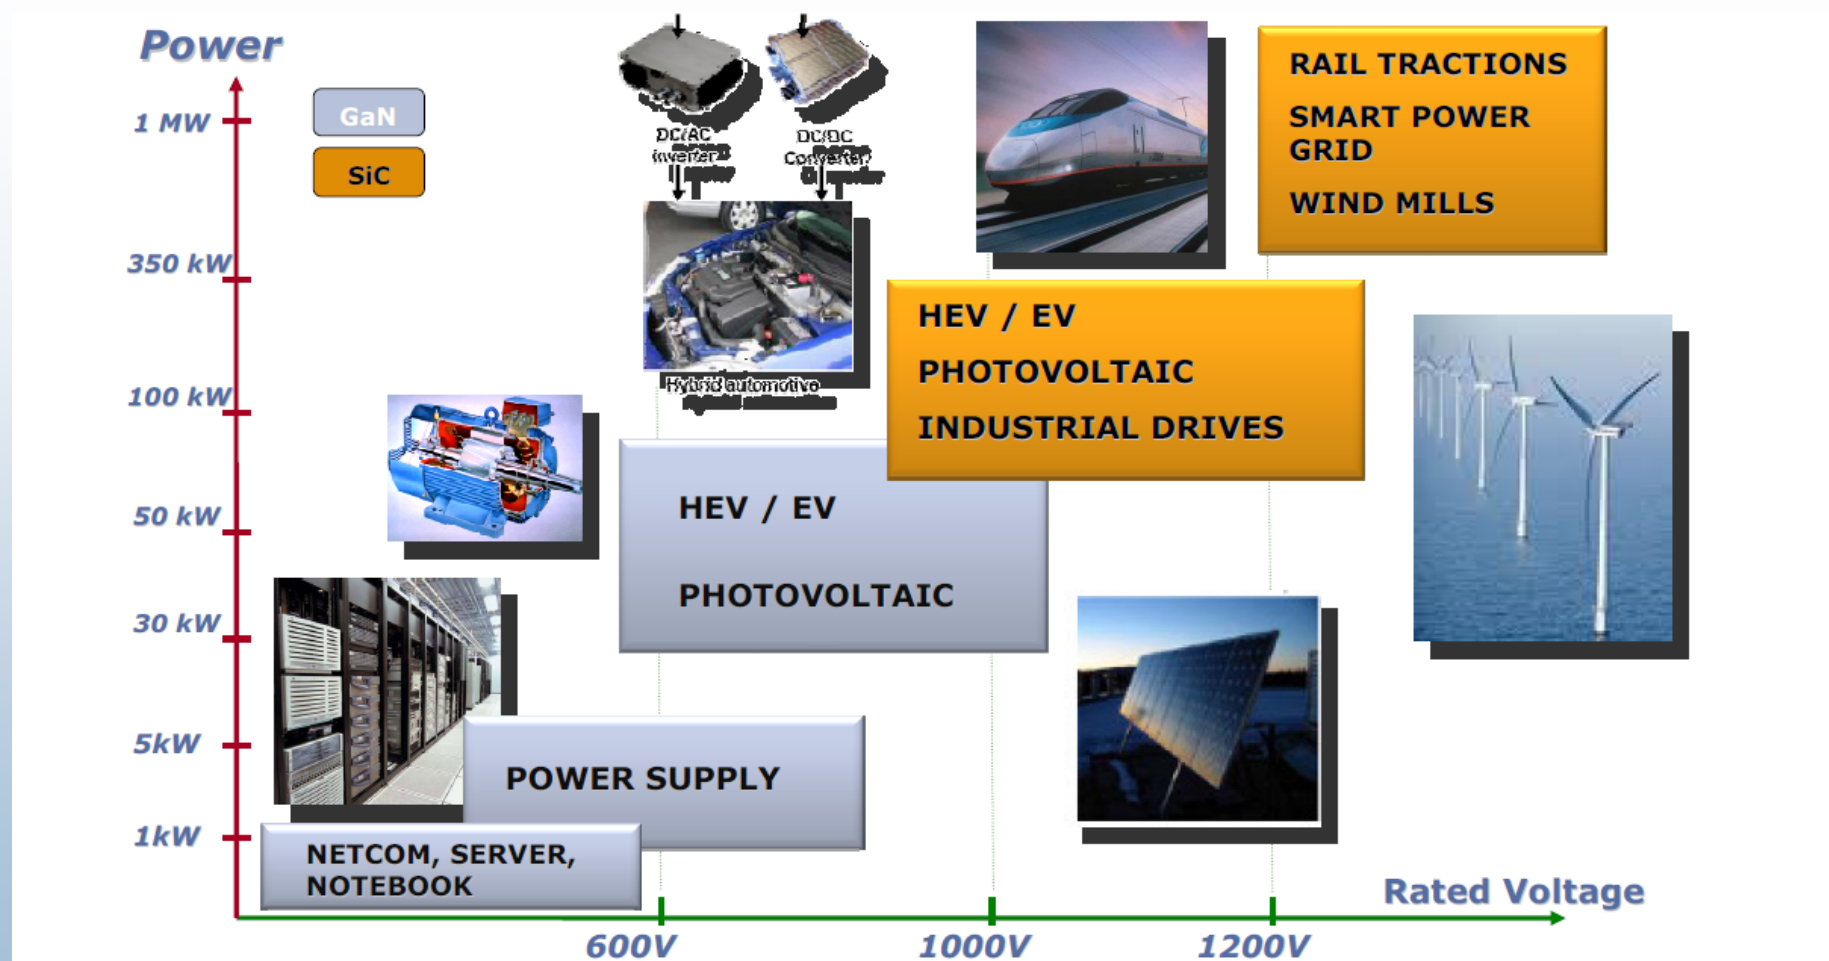 Power
1 MW
350 kW
100 kW
50 kW
30 kW
5kW
1kW
GaN
SiC
DC/AC
Inverter
DC/DC
Converter
Hybrid automotive
RAIL TRACTIONS
SMART POWER
GRID
WIND MILLS
HEV / EV
PHOTOVOLTAIC
INDUSTRIAL DRIVES
HEV / EV
PHOTOVOLTAIC
POWER SUPPLY
NETCOM, SERVER,
NOTEBOOK
Rated Voltage
600V
1000V
1200V